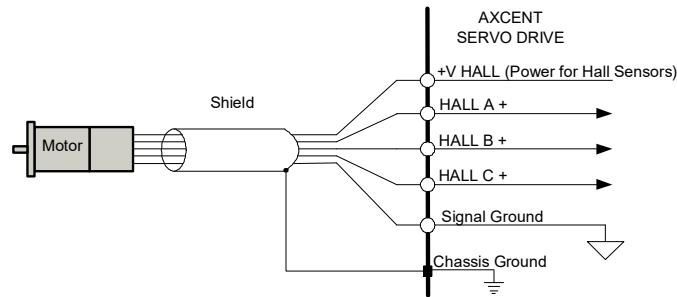 AXCENT
SERVO DRIVE
+V HALL (Power for Hall Sensors)
Shield
HALL A +
Motor
HALL B +
HALL C +
Signal Ground
Chassis Ground